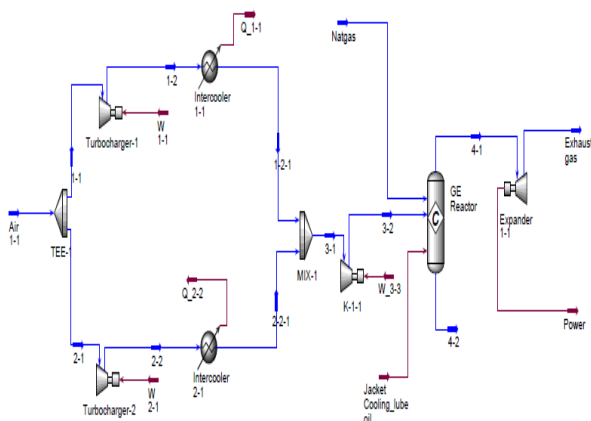 Q_1-1
Natgas
1-2
Intercooler
1-1
W
1-1
Turbocharger-1
4-1
Exhaust
gas
1-1
1-2-1
GE
Reactor
C
3-2
Expander
1-1
Air
1-1
TEE-1
3-1
MIX-1
K-1-1
W_3-3
Q_2-2
2-2-1
Power
2-1
2-2
4-2
Intercooler
2-1
W
2-1
Turbocharger-2
Jacket
Cooling_lube
oil